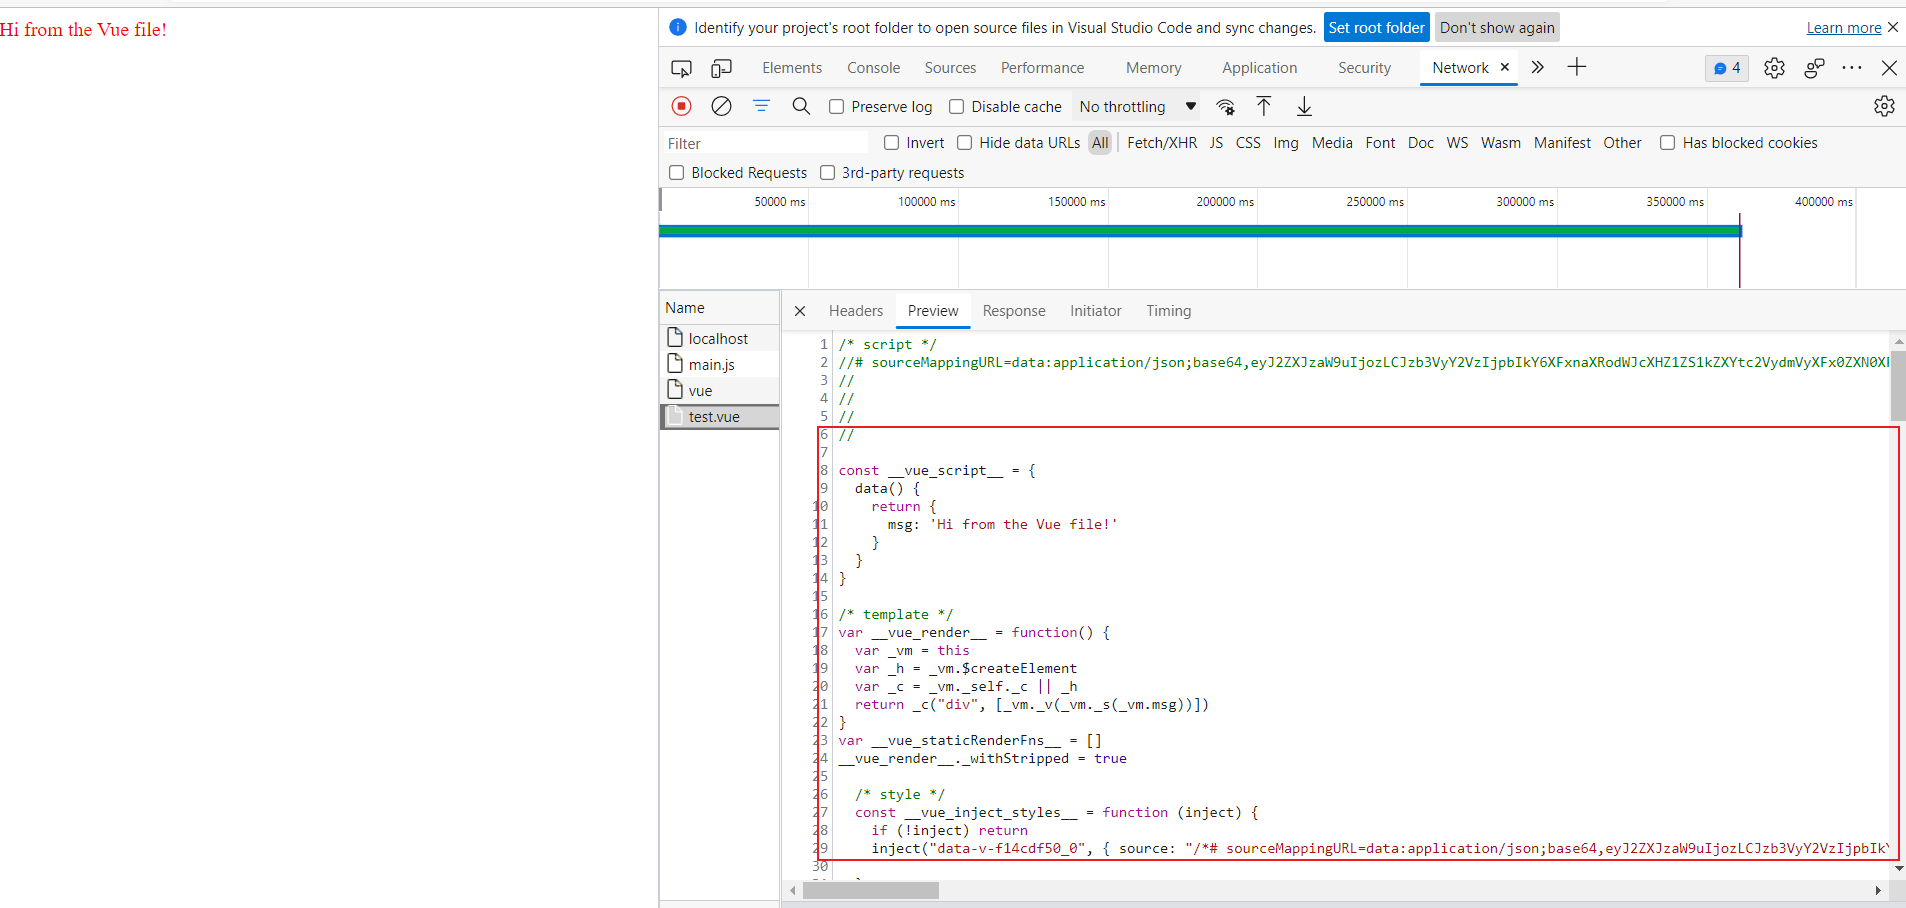 Hi from the Vue file!
Identify your project's root folder to open source files in Visual Studio Code and sync changes. Set root folder Don't show again Learn more
Elements Console Sources Performance Memory Application Security Network 4
Preserve log Disable cache No throttling
Filter Invert Hide data URLs All Fetch/XHR JS CSS Img Media Font Doc WS Wasm Manifest Other Has blocked cookies
Blocked Requests 3rd-party requests
50000 ms 100000 ms 150000 ms 200000 ms 250000 ms 300000 ms 350000 ms 400000 ms
Name
localhost
main.js
vue
test.vue
Headers Preview Response Initiator Timing
1 /* script */
2 //# sourceMappingURL=data:application/json;base64,eyJ2ZXJzaW9uIjozLCJzb3VyY2VzIjpbIkY6XFxnaXRodWJcXHZ1ZS1kZXYtc2VydmVyXFx0ZXN0XF
3 //
4 //
5 //
6 //
7
8 const __vue_script__ = {
9 data() {
10 return {
11 msg: 'Hi from the Vue file!'
12 }
13 }
14 }
15
16 /* template */
17 var __vue_render__ = function() {
18 var _vm = this
19 var _h = _vm.$createElement
20 var _c = _vm._self._c || _h
21 return _c("div", [_vm._v(_vm._s(_vm.msg))])
22 }
23 var __vue_staticRenderFns__ = []
24 __vue_render__._withStripped = true
25
26 /* style */
27 const __vue_inject_styles__ = function (inject) {
28 if (!inject) return
29 inject("data-v-f14cdf50_0", { source: "/*# sourceMappingURL=data:application/json;base64,eyJ2ZXJzaW9uIjozLCJzb3VyY2VzIjpbIkY
30